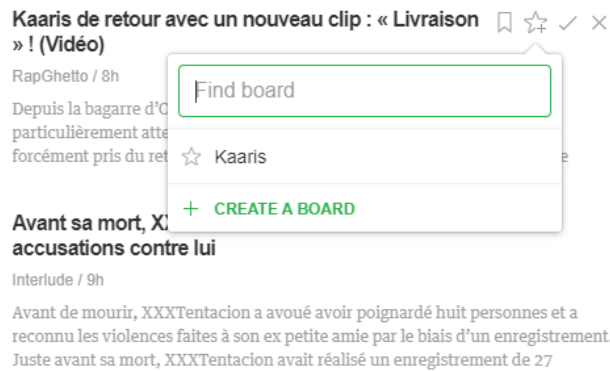 Kaaris de retour avec un nouveau clip : « Livraison
» ! (Vidéo)
RapGhetto / 8h
Find board
Depuis la bagarre d'O
particulièrement atte
forcément pris du ret
Kaaris
+ CREATE A BOARD
Avant sa mort, XX
accusations contre lui
Interlude / 9h
Avant de mourir, XXXTentacion a avoué avoir poignardé huit personnes et a
reconnu les violences faites à son ex petite amie par le biais d'un enregistrement.
Juste avant sa mort, XXXTentacion avait réalisé un enregistrement de 27